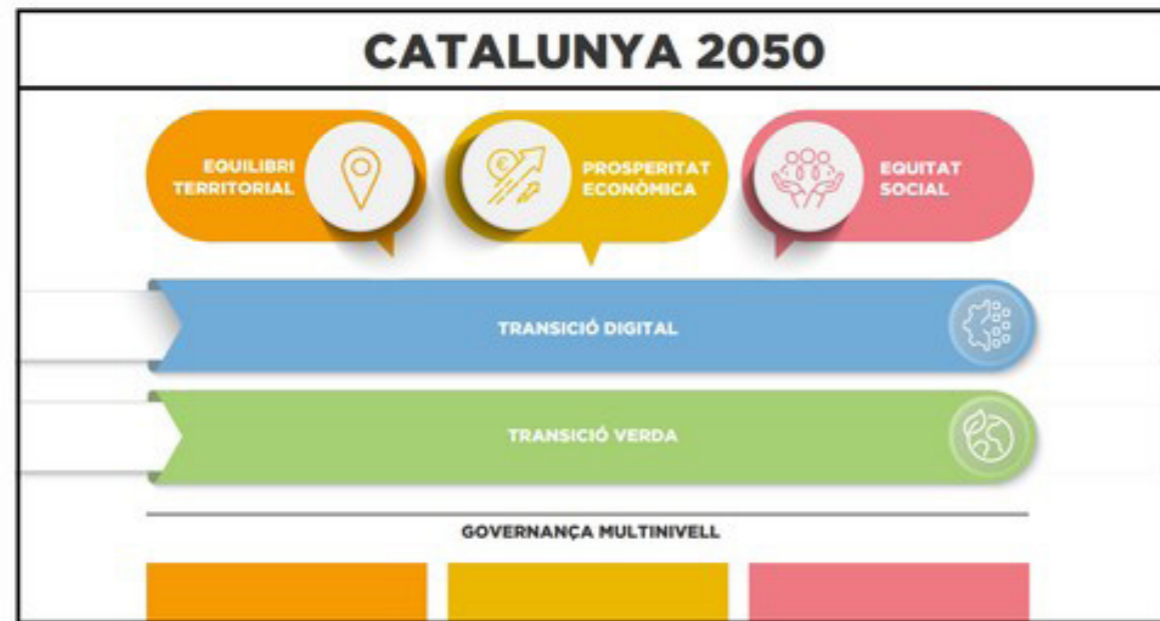 CATALUNYA 2050
EQUILIBRI
TERRITORIAL
PROSPERITAT
ECONÒMICA
EQUITAT
SOCIAL
TRANSICIÓ DIGITAL
TRANSICIÓ VERDA
GOVERNANÇA MULTINIVELL